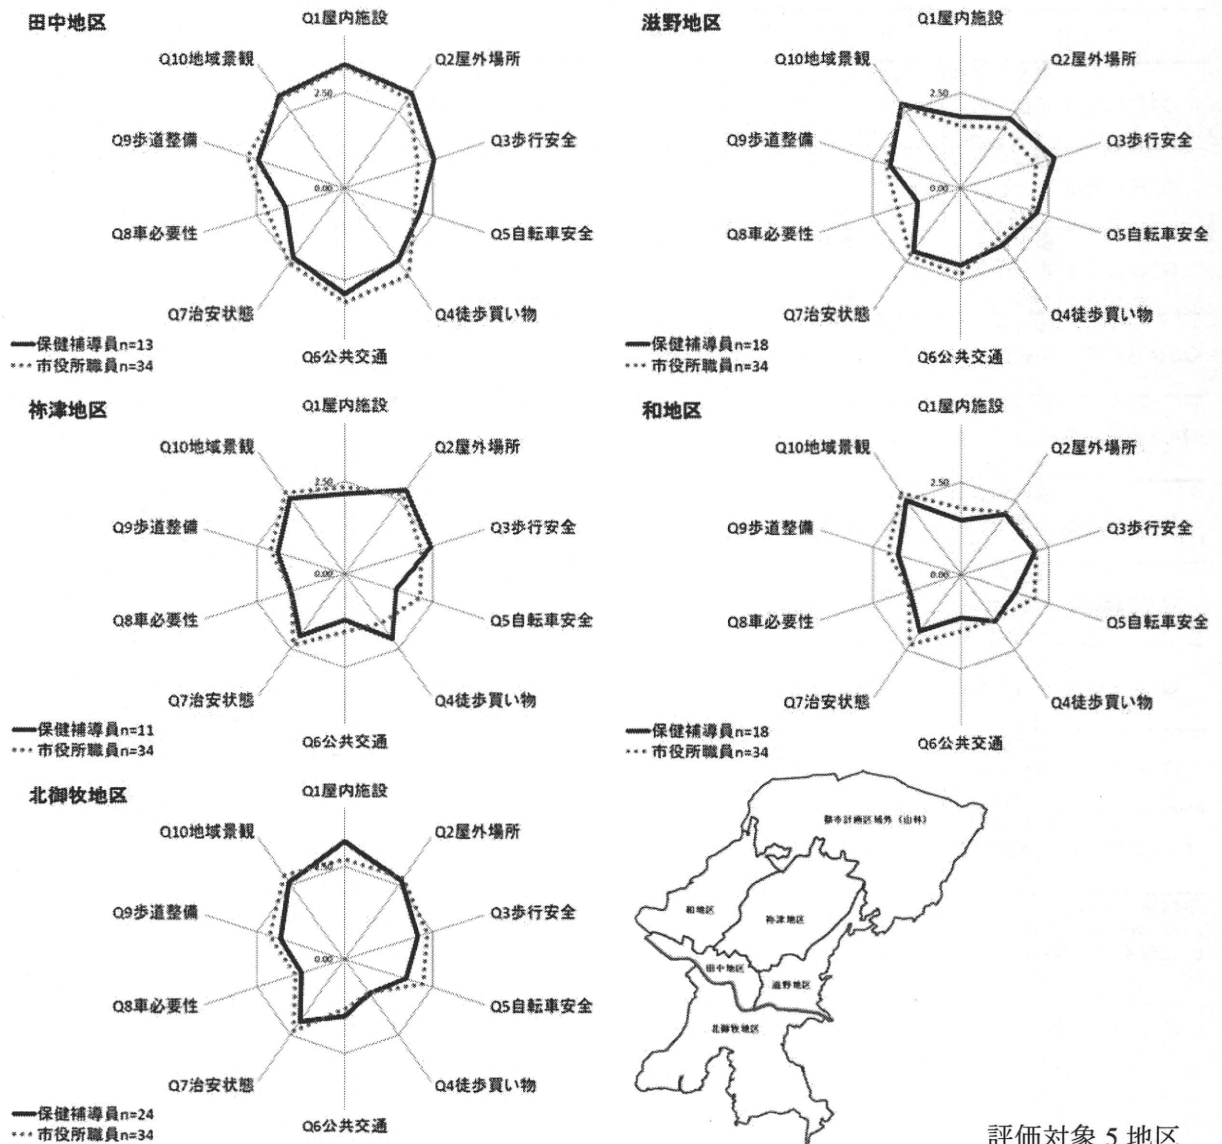 田中地区
Q1屋内施設
Q10地域景観
Q2屋外場所
2.50
Q9歩道整備
Q3歩行安全
0.00
Q8車必要性
Q5自転車安全
Q7治安状態
Q4徒歩買い物
Q6公共交通
保健補導員n=13
市役所職員n=34
滋野地区
Q1屋内施設
Q10地域景観
Q2屋外場所
2.50
Q9歩道整備
Q3歩行安全
0.00
Q8車必要性
Q5自転車安全
Q7治安状態
Q4徒歩買い物
Q6公共交通
保健補導員n=18
市役所職員n=34
祢津地区
Q1屋内施設
Q10地域景観
Q2屋外場所
2.50
Q9歩道整備
Q3歩行安全
0.00
Q8車必要性
Q5自転車安全
Q7治安状態
Q4徒歩買い物
Q6公共交通
保健補導員n=11
市役所職員n=34
和地区
Q1屋内施設
Q10地域景観
Q2屋外場所
2.50
Q9歩道整備
Q3歩行安全
0.00
Q8車必要性
Q5自転車安全
Q7治安状態
Q4徒歩買い物
Q6公共交通
保健補導員n=18
市役所職員n=34
北御牧地区
Q1屋内施設
Q10地域景観
Q2屋外場所
2.50
Q9歩道整備
Q3歩行安全
0.00
Q8車必要性
Q5自転車安全
Q7治安状態
Q4徒歩買い物
Q6公共交通
保健補導員n=24
市役所職員n=34
都市計画区域外(山林)
和地区
祢津地区
田中地区
滋野地区
北御牧地区
評価対象 5 地区